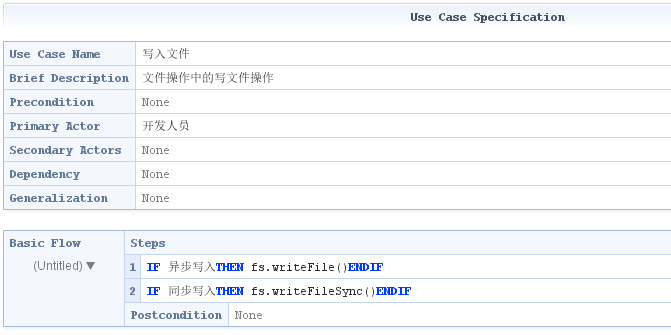 Use Case Specification
Use Case Name 写入文件
Brief Description 文件操作中的写文件操作
Precondition None
Primary Actor 开发人员
Secondary Actors None
Dependency None
Generalization None
Basic Flow Steps
(Untitled) ▼
1 IF 异步写入THEN fs.writeFile()ENDIF
2 IF 同步写入THEN fs.writeFileSync()ENDIF
Postcondition None